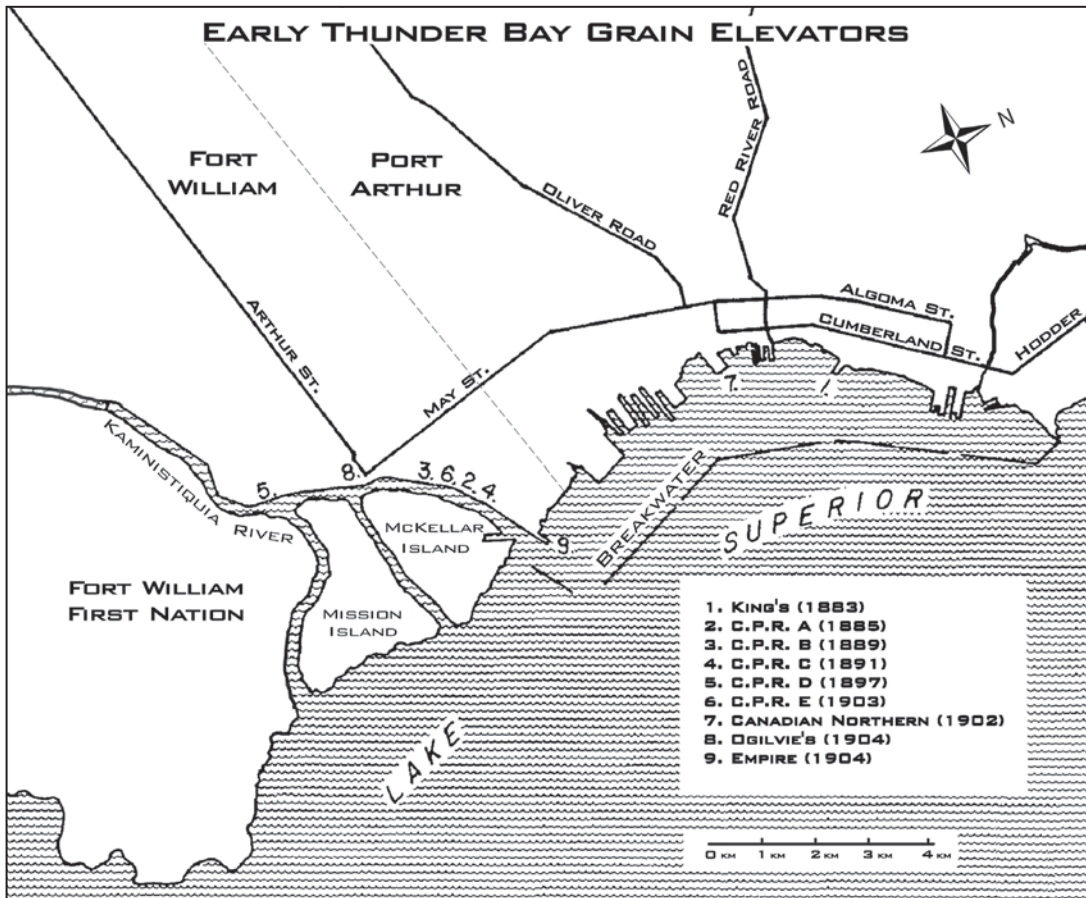 Early Thunder Bay Grain Elevators
N
Fort
William
Port
Arthur
Red River Road
Oliver Road
Arthur St.
May St.
Algoma St.
Cumberland St.
Hodder
7.
1.
Kaministiquia
River
5.
8.
3. 6. 2. 4.
9.
McKellar
Island
Mission
Island
Fort William
First Nation
Breakwater
LAKE
SUPERIOR
1. King's (1883)
2. C.P.R. A (1885)
3. C.P.R. B (1889)
4. C.P.R. C (1891)
5. C.P.R. D (1897)
6. C.P.R. E (1903)
7. Canadian Northern (1902)
8. Ogilvie's (1904)
9. Empire (1904)
0 km 1 km 2 km 3 km 4 km